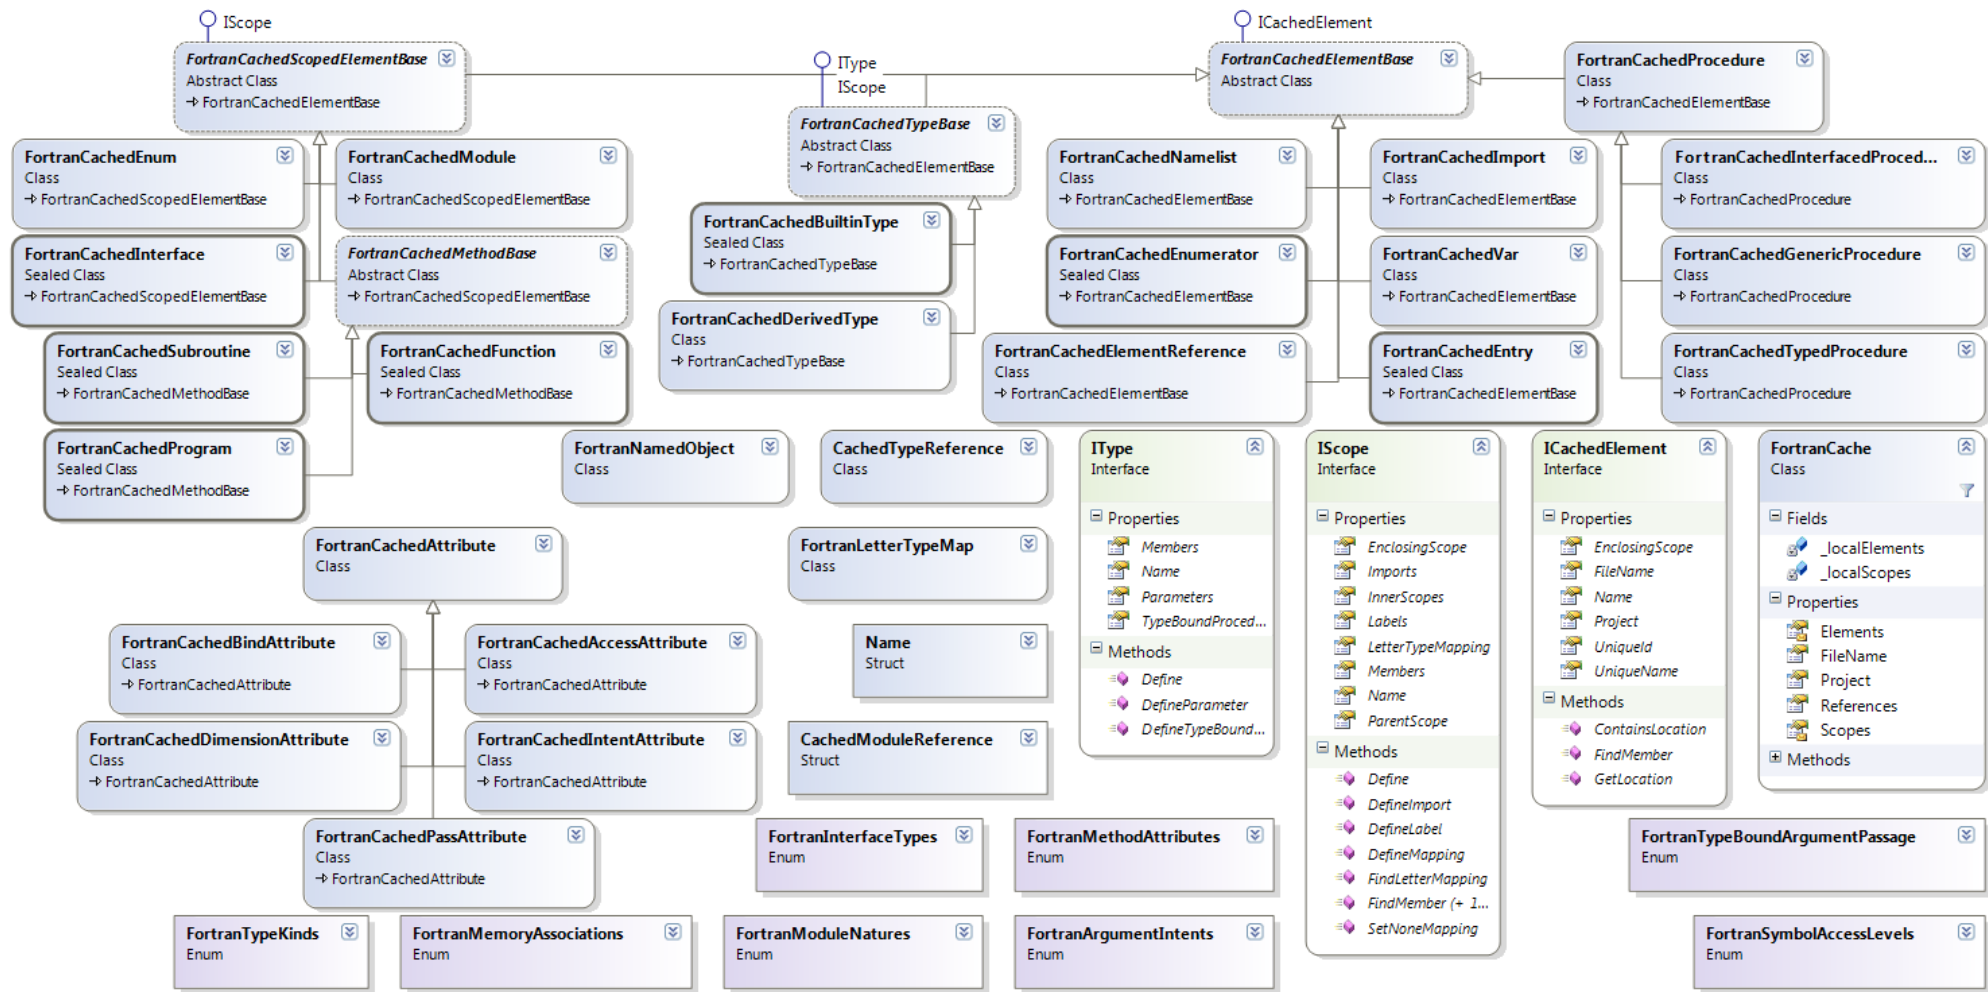 IScope
FortranCachedScopedElementBase
Abstract Class
FortranCachedElementBase
IType
IScope
FortranCachedTypeBase
Abstract Class
FortranCachedElementBase
ICachedElement
FortranCachedElementBase
Abstract Class
FortranCachedProcedure
Class
FortranCachedElementBase
FortranCachedEnum
Class
FortranCachedScopedElementBase
FortranCachedModule
Class
FortranCachedScopedElementBase
FortranCachedInterface
Sealed Class
FortranCachedScopedElementBase
FortranCachedMethodBase
Abstract Class
FortranCachedScopedElementBase
FortranCachedSubroutine
Sealed Class
FortranCachedMethodBase
FortranCachedFunction
Sealed Class
FortranCachedMethodBase
FortranCachedProgram
Sealed Class
FortranCachedMethodBase
FortranCachedBuiltinType
Sealed Class
FortranCachedTypeBase
FortranCachedDerivedType
Class
FortranCachedTypeBase
FortranCachedNamelist
Class
FortranCachedElementBase
FortranCachedImport
Class
FortranCachedElementBase
FortranCachedEnumerator
Sealed Class
FortranCachedElementBase
FortranCachedVar
Class
FortranCachedElementBase
FortranCachedElementReference
Class
FortranCachedElementBase
FortranCachedEntry
Sealed Class
FortranCachedElementBase
FortranCachedInterfacedProced...
Class
FortranCachedProcedure
FortranCachedGenericProcedure
Class
FortranCachedProcedure
FortranCachedTypedProcedure
Class
FortranCachedProcedure
FortranNamedObject
Class
CachedTypeReference
Class
FortranCachedAttribute
Class
FortranLetterTypeMap
Class
FortranCachedBindAttribute
Class
FortranCachedAttribute
FortranCachedAccessAttribute
Class
FortranCachedAttribute
Name
Struct
FortranCachedDimensionAttribute
Class
FortranCachedAttribute
FortranCachedIntentAttribute
Class
FortranCachedAttribute
CachedModuleReference
Struct
FortranCachedPassAttribute
Class
FortranCachedAttribute
IType
Interface
Properties
Members
Name
Parameters
TypeBoundProced...
Methods
Define
DefineParameter
DefineTypeBound...
IScope
Interface
Properties
EnclosingScope
Imports
InnerScopes
Labels
LetterTypeMapping
Members
Name
ParentScope
Methods
Define
DefineImport
DefineLabel
DefineMapping
FindLetterMapping
FindMember (+ 1...
SetNoneMapping
ICachedElement
Interface
Properties
EnclosingScope
FileName
Name
Project
UniqueId
UniqueName
Methods
ContainsLocation
FindMember
GetLocation
FortranCache
Class
Fields
_localElements
_localScopes
Properties
Elements
FileName
Project
References
Scopes
Methods
FortranInterfaceTypes
Enum
FortranMethodAttributes
Enum
FortranTypeBoundArgumentPassage
Enum
FortranTypeKinds
Enum
FortranMemoryAssociations
Enum
FortranModuleNatures
Enum
FortranArgumentIntents
Enum
FortranSymbolAccessLevels
Enum